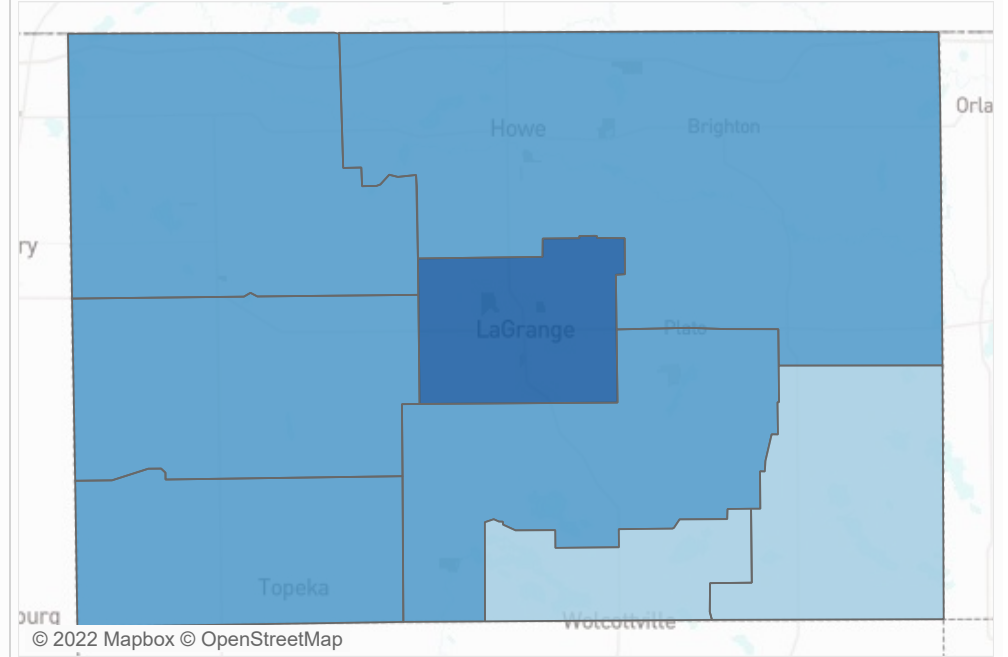 Orla
Howe
Brighton
ry
LaGrange
Plato
Topeka
burg
Wolcottville
© 2022 Mapbox © OpenStreetMap